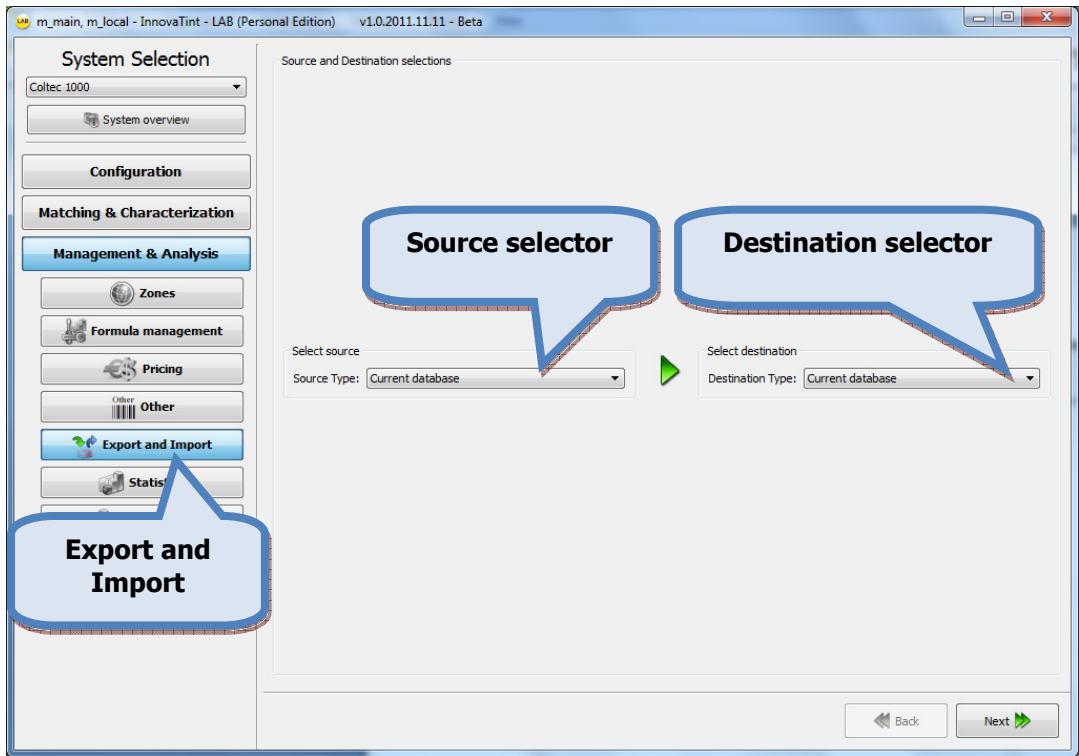 LAB m_main, m_local - InnovaTint - LAB (Personal Edition) v1.0.2011.11.11 - Beta
System Selection
Coltec 1000
System overview
Configuration
Matching & Characterization
Management & Analysis
Zones
Formula management
Pricing
Other Other
Export and Import
Statis
Export and
Import
Source and Destination selections
Source selector
Destination selector
Select source
Source Type: Current database
Select destination
Destination Type: Current database
Back Next